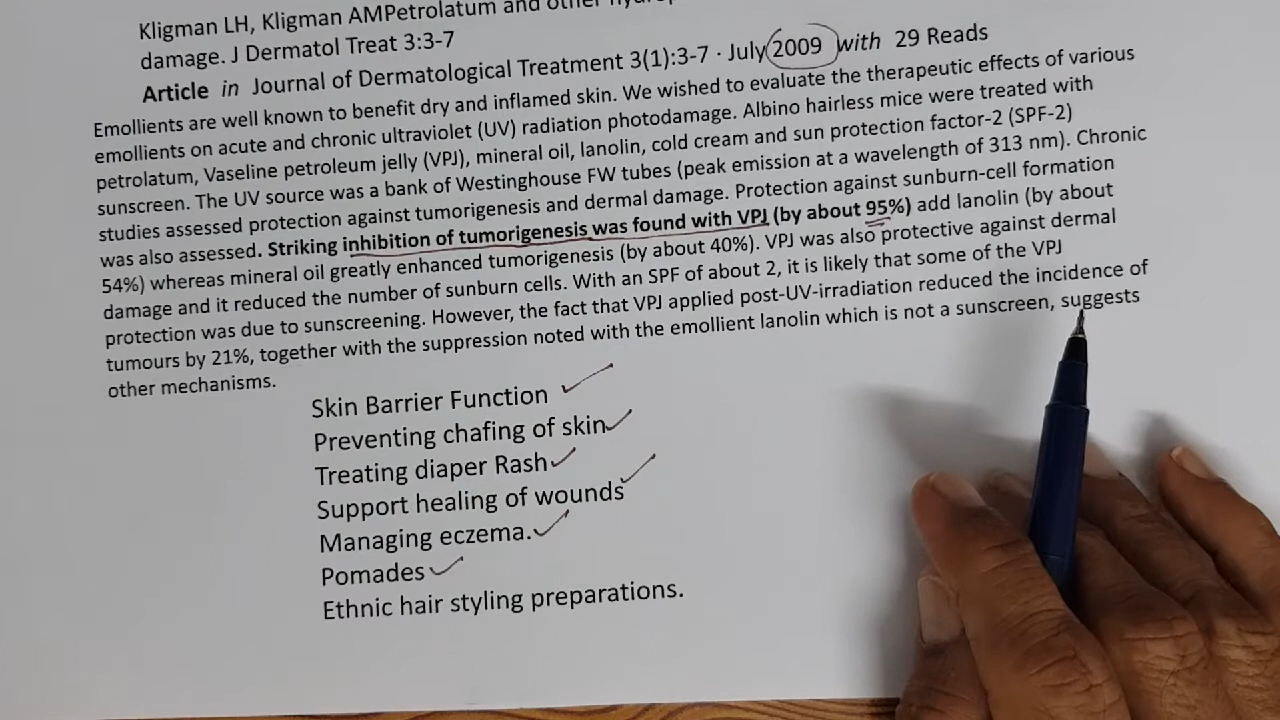 Kligman LH, Kligman AMPetrolatum and other
damage. J Dermatol Treat 3:3-7
Article in Journal of Dermatological Treatment 3(1):3-7 · July 2009 with 29 Reads
Emollients are well known to benefit dry and inflamed skin. We wished to evaluate the therapeutic effects of various
emollients on acute and chronic ultraviolet (UV) radiation photodamage. Albino hairless mice were treated with
petrolatum, Vaseline petroleum jelly (VPJ), mineral oil, lanolin, cold cream and sun protection factor-2 (SPF-2)
sunscreen. The UV source was a bank of Westinghouse FW tubes (peak emission at a wavelength of 313 nm). Chronic
studies assessed protection against tumorigenesis and dermal damage. Protection against sunburn-cell formation
was also assessed. Striking inhibition of tumorigenesis was found with VPJ (by about 95%) add lanolin (by about
54%) whereas mineral oil greatly enhanced tumorigenesis (by about 40%). VPJ was also protective against dermal
damage and it reduced the number of sunburn cells. With an SPF of about 2, it is likely that some of the VPJ
protection was due to sunscreening. However, the fact that VPJ applied post-UV-irradiation reduced the incidence of
tumours by 21%, together with the suppression noted with the emollient lanolin which is not a sunscreen, suggests
other mechanisms.
Skin Barrier Function
Preventing chafing of skin
Treating diaper Rash
Support healing of wounds
Managing eczema.
Pomades
Ethnic hair styling preparations.